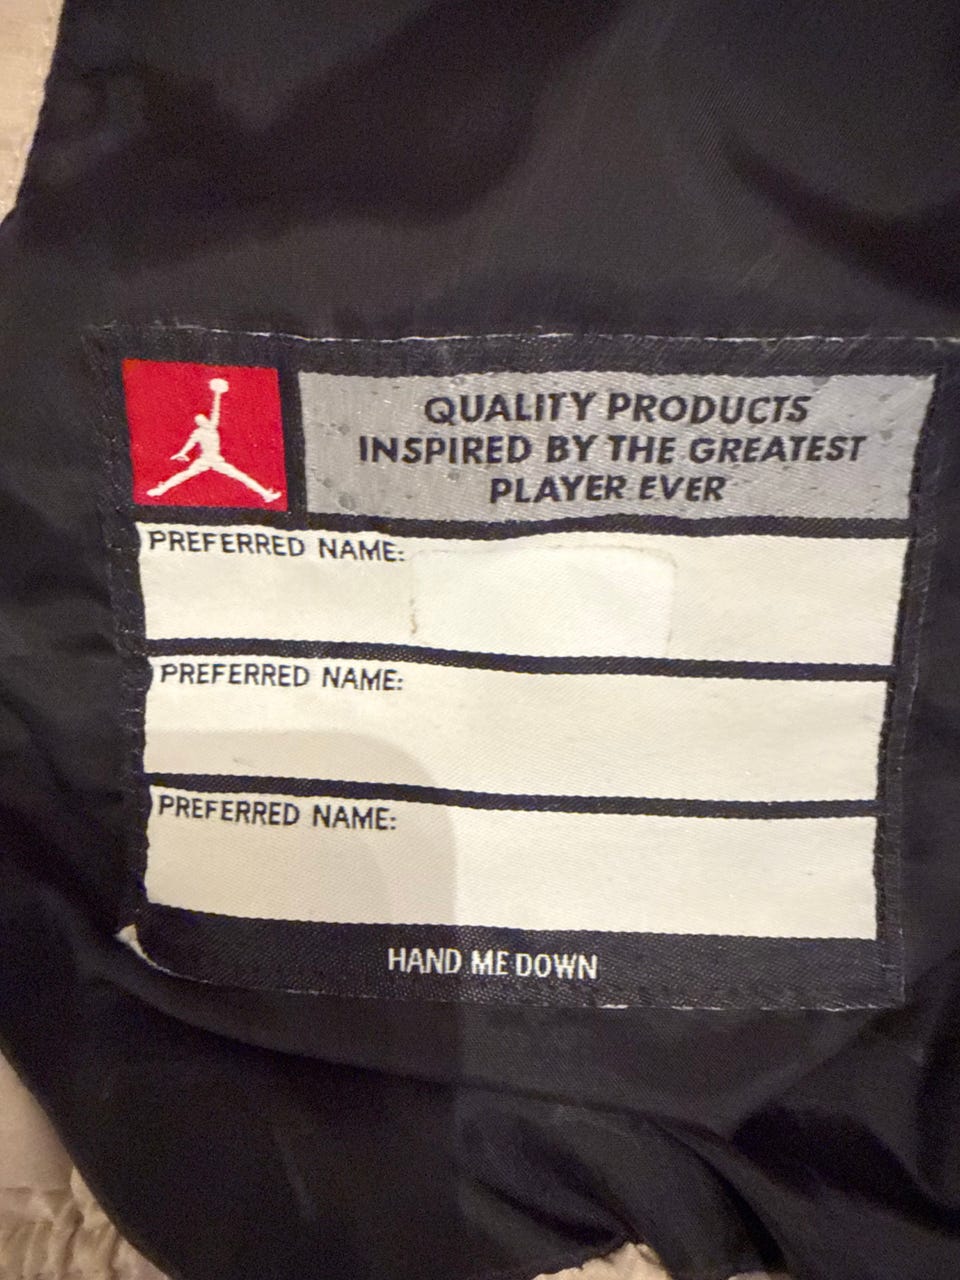 QUALITY PRODUCTS
INSPIRED BY THE GREATEST
PLAYER EVER
PREFERRED NAME:
PREFERRED NAME:
PREFERRED NAME:
HAND ME DOWN